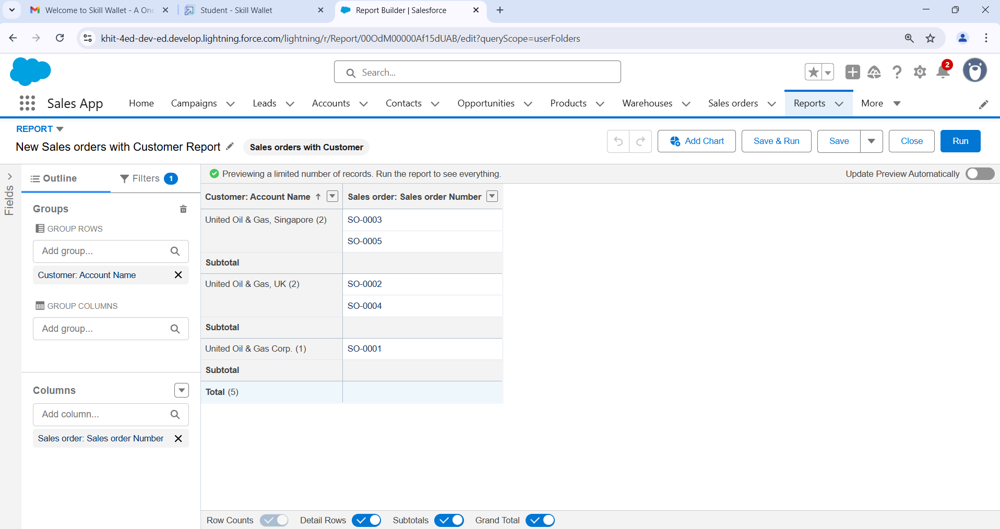 Welcome to Skill Wallet - A One
Student - Skill Wallet
Report Builder | Salesforce
khit-4ed-dev-ed.develop.lightning.force.com/lightning/r/Report/00OdM00000Af15dUAB/edit?queryScope=userFolders
Search...
2
Sales App
Home
Campaigns
Leads
Accounts
Contacts
Opportunities
Products
Warehouses
Sales orders
Reports
More
REPORT
New Sales orders with Customer Report
Sales orders with Customer
Add Chart
Save & Run
Save
Close
Run
Fields
Outline
Filters 1
Previewing a limited number of records. Run the report to see everything.
Update Preview Automatically
Groups
GROUP ROWS
Add group...
Customer: Account Name
GROUP COLUMNS
Add group...
Columns
Add column...
Sales order: Sales order Number
Customer: Account Name ↑
Sales order: Sales order Number
United Oil & Gas, Singapore (2)
SO-0003
SO-0005
Subtotal
United Oil & Gas, UK (2)
SO-0002
SO-0004
Subtotal
United Oil & Gas Corp. (1)
SO-0001
Subtotal
Total (5)
Row Counts
Detail Rows
Subtotals
Grand Total